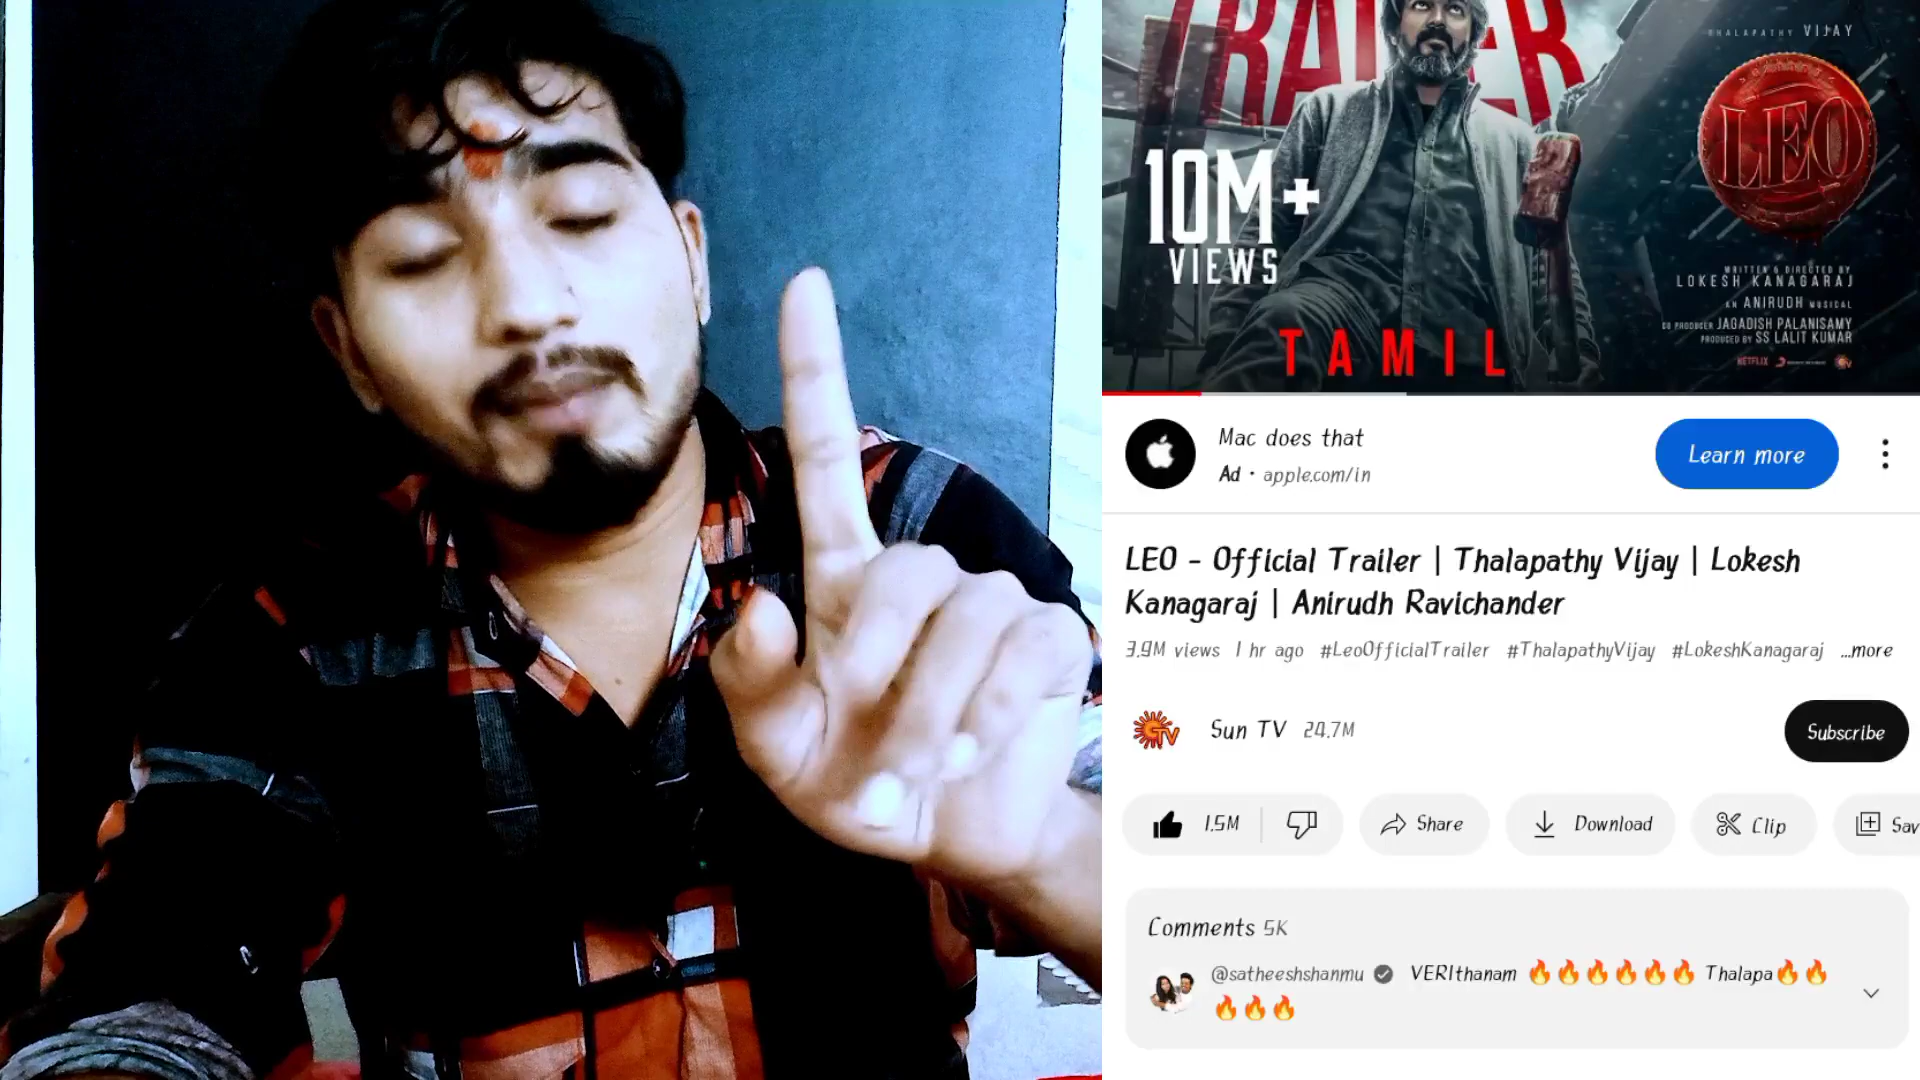 TRAILER
THALAPATHY VIJAY
LEO
10M+
VIEWS
WRITTEN & DIRECTED BY
LOKESH KANAGARAJ
AN ANIRUDH MUSICAL
CO PRODUCER JAGADISH PALANISAMY
PRODUCED BY SS LALIT KUMAR
NETFLIX
TAMIL
Mac does that
Ad · apple.com/in
Learn more
LEO - Official Trailer | Thalapathy Vijay | Lokesh
Kanagaraj | Anirudh Ravichander
3.9M views 1 hr ago #LeoOfficialTrailer #ThalapathyVijay #LokeshKanagaraj ...more
Sun TV 24.7M
Subscribe
1.5M Share Download Clip Sav
Comments 5K
@satheeshshanmu VERIthanam 🔥🔥🔥🔥🔥🔥 Thalapa🔥🔥
🔥🔥🔥